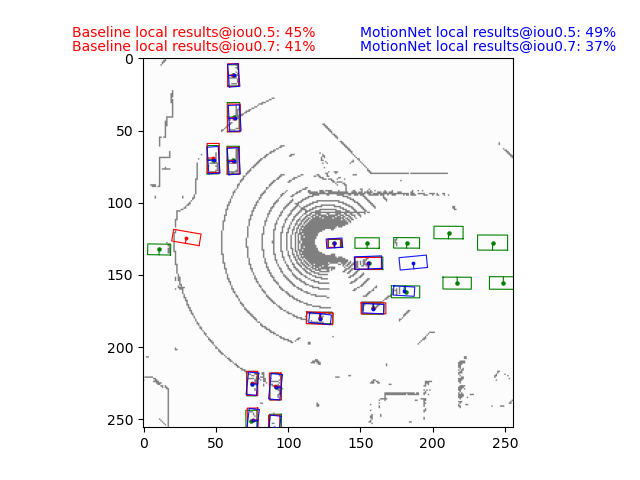 Baseline local results@iou0.5: 45% MotionNet local results@iou0.5: 49%
Baseline local results@iou0.7: 41% MotionNet local results@iou0.7: 37%
0
50
100
150
200
250
0 50 100 150 200 250